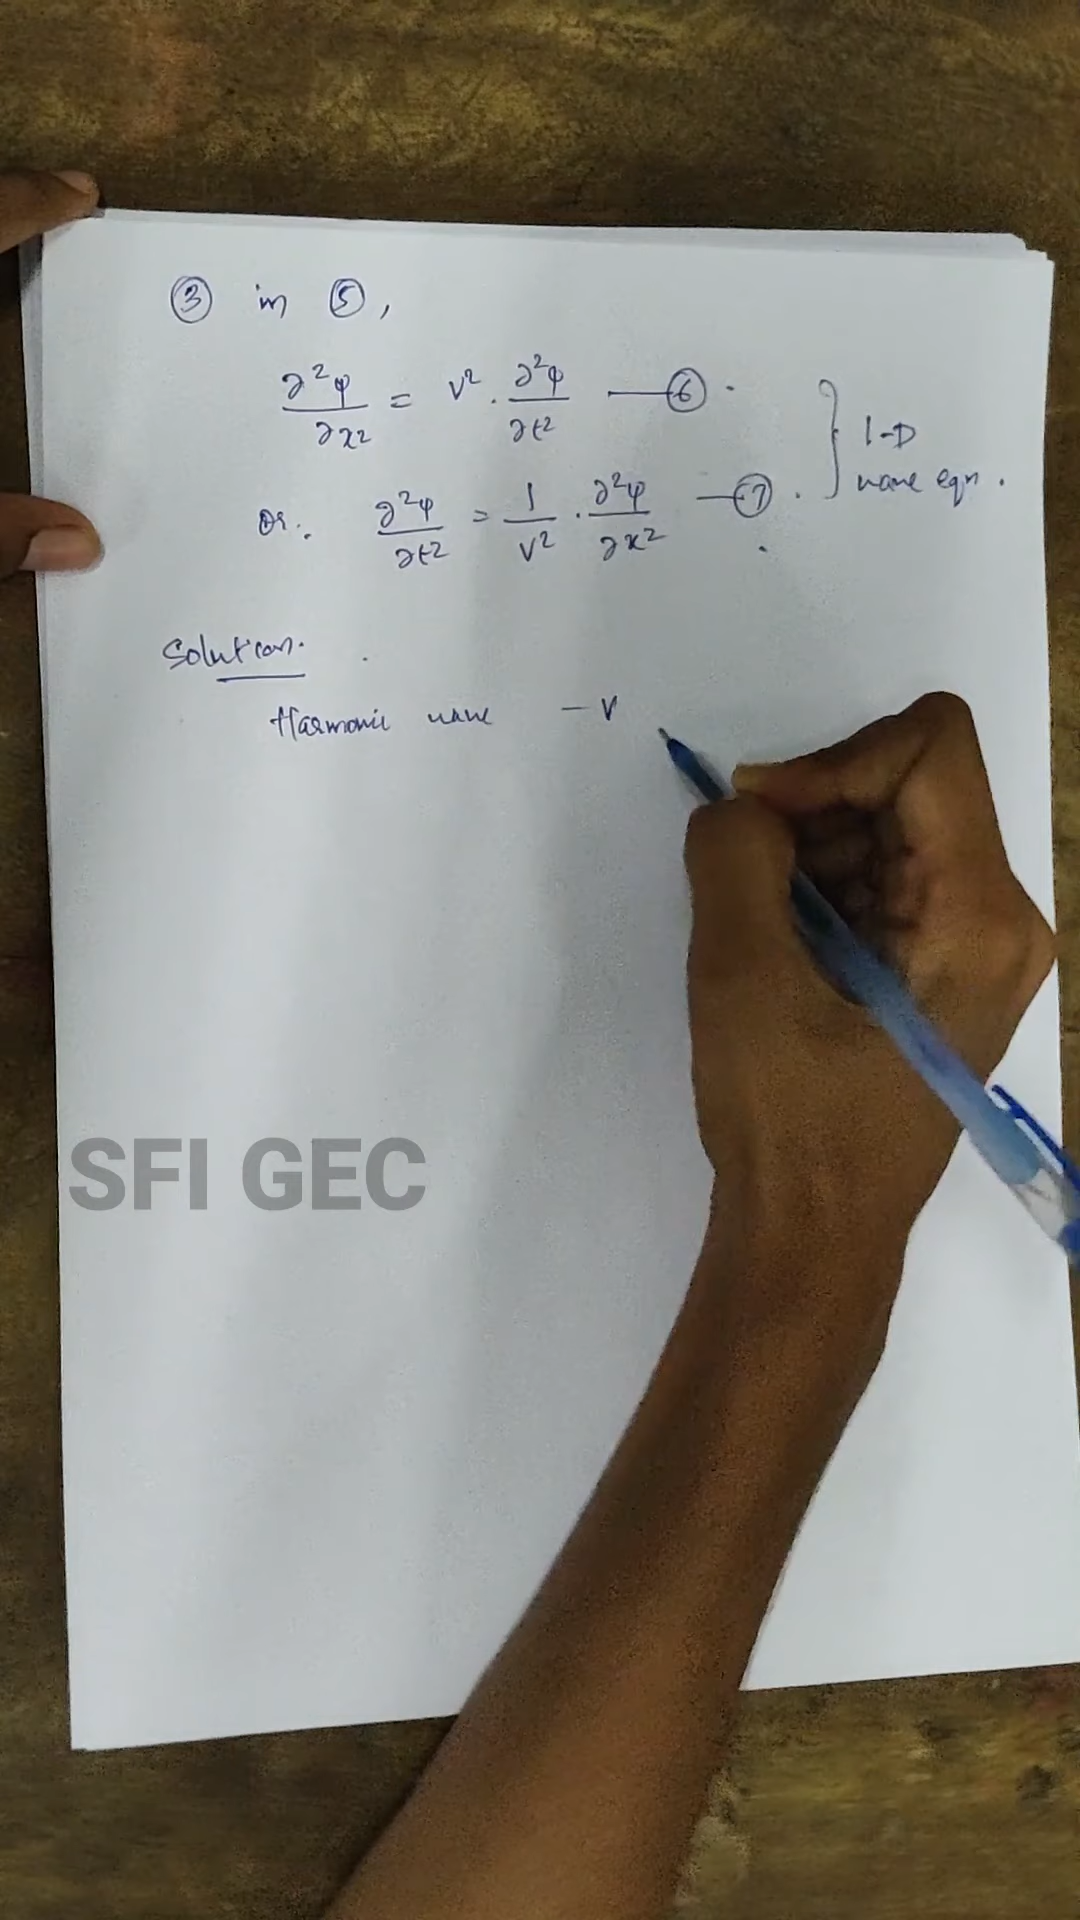 ③ in ⑤,
∂²φ/∂x² = v² · ∂²φ/∂t² — ⑥ .
Or. ∂²φ/∂t² = 1/v² · ∂²φ/∂x² — ⑦ .
} 1-D
wave eqn .
Solution.
Harmonic wave — v
SFI GEC